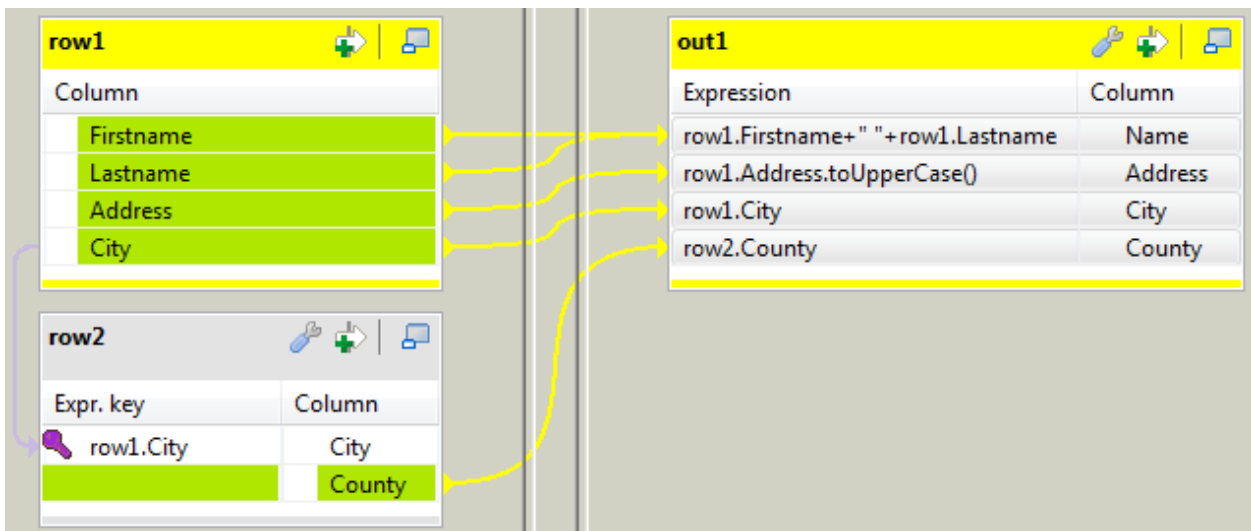 row1
Column
Firstname
Lastname
Address
City
row2
Expr. key Column
row1.City City
County
out1
Expression Column
row1.Firstname+" "+row1.Lastname Name
row1.Address.toUpperCase() Address
row1.City City
row2.County County